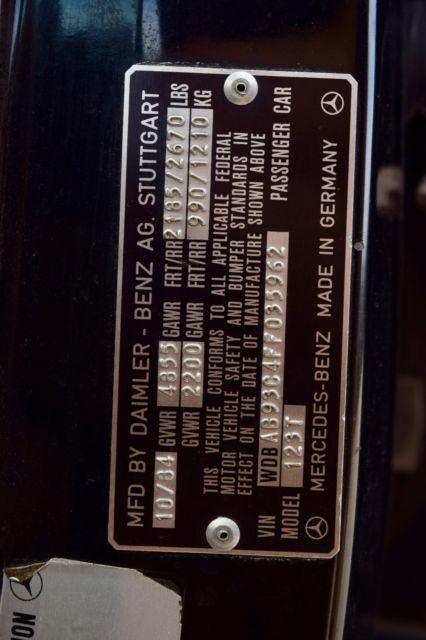 MFD BY DAIMLER - BENZ AG. STUTTGART
10/84 GVWR 4855 GAWR FRT/RR 2185/2670 LBS
GVWR 2200 GAWR FRT/RR 990/1210 KG
THIS VEHICLE CONFORMS TO ALL APPLICABLE FEDERAL
MOTOR VEHICLE SAFETY AND BUMPER STANDARDS IN
EFFECT ON THE DATE OF MANUFACTURE SHOWN ABOVE
VIN WDB AB93C4FF035962 PASSENGER CAR
MODEL 123T
MERCEDES-BENZ MADE IN GERMANY
ION